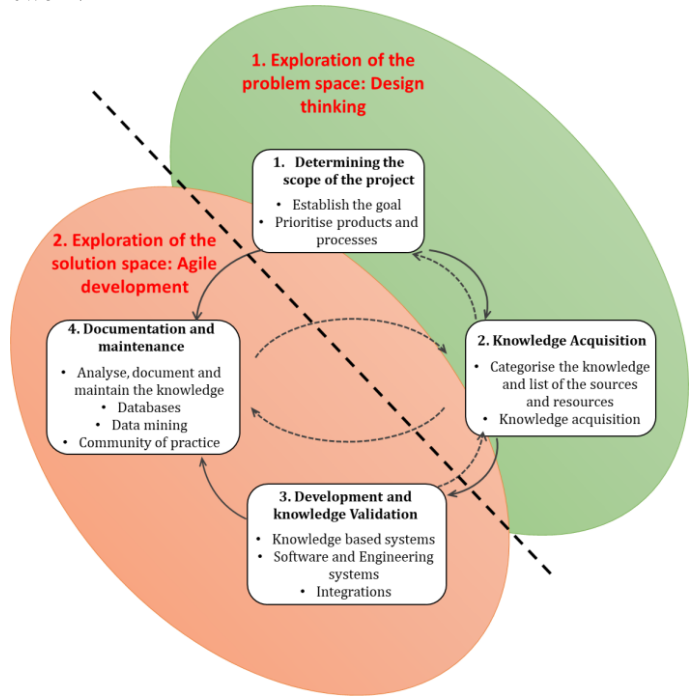 1. Exploration of the
problem space: Design
thinking
1. Determining the
scope of the project
• Establish the goal
• Prioritise products and
processes
2. Exploration of the
solution space: Agile
development
4. Documentation and
maintenance
• Analyse, document and
maintain the knowledge
• Databases
• Data mining
• Community of practice
2. Knowledge Acquisition
• Categorise the knowledge
and list of the sources
and resources
• Knowledge acquisition
3. Development and
knowledge Validation
• Knowledge based systems
• Software and Engineering
systems
• Integrations